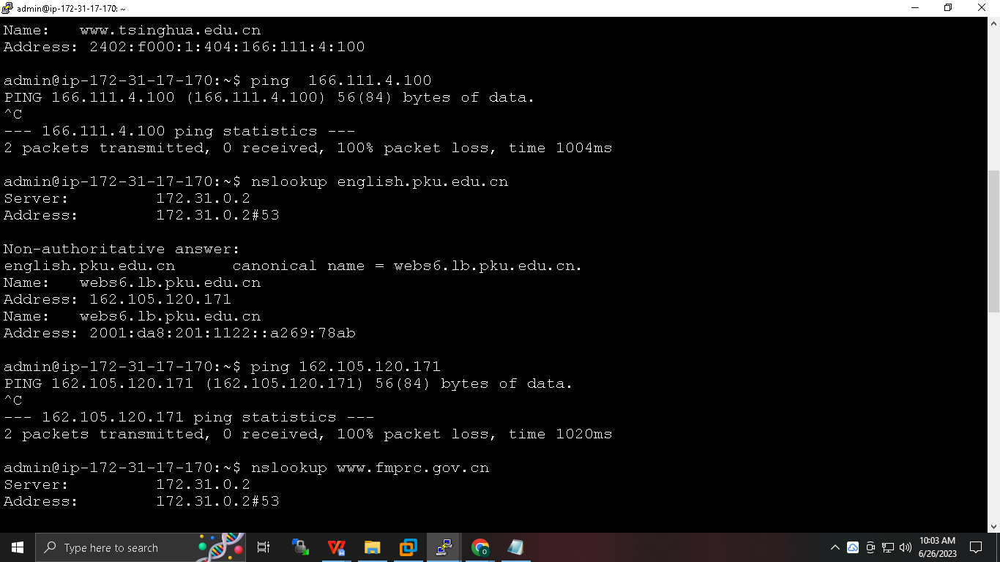 admin@ip-172-31-17-170: ~
Name:   www.tsinghua.edu.cn
Address: 2402:f000:1:404:166:111:4:100
admin@ip-172-31-17-170:~$ ping  166.111.4.100
PING 166.111.4.100 (166.111.4.100) 56(84) bytes of data.
^C
--- 166.111.4.100 ping statistics ---
2 packets transmitted, 0 received, 100% packet loss, time 1004ms
admin@ip-172-31-17-170:~$ nslookup english.pku.edu.cn
Server:         172.31.0.2
Address:        172.31.0.2#53
Non-authoritative answer:
english.pku.edu.cn      canonical name = webs6.lb.pku.edu.cn.
Name:   webs6.lb.pku.edu.cn
Address: 162.105.120.171
Name:   webs6.lb.pku.edu.cn
Address: 2001:da8:201:1122::a269:78ab
admin@ip-172-31-17-170:~$ ping 162.105.120.171
PING 162.105.120.171 (162.105.120.171) 56(84) bytes of data.
^C
--- 162.105.120.171 ping statistics ---
2 packets transmitted, 0 received, 100% packet loss, time 1020ms
admin@ip-172-31-17-170:~$ nslookup www.fmprc.gov.cn
Server:         172.31.0.2
Address:        172.31.0.2#53
Type here to search
10:03 AM
6/26/2023